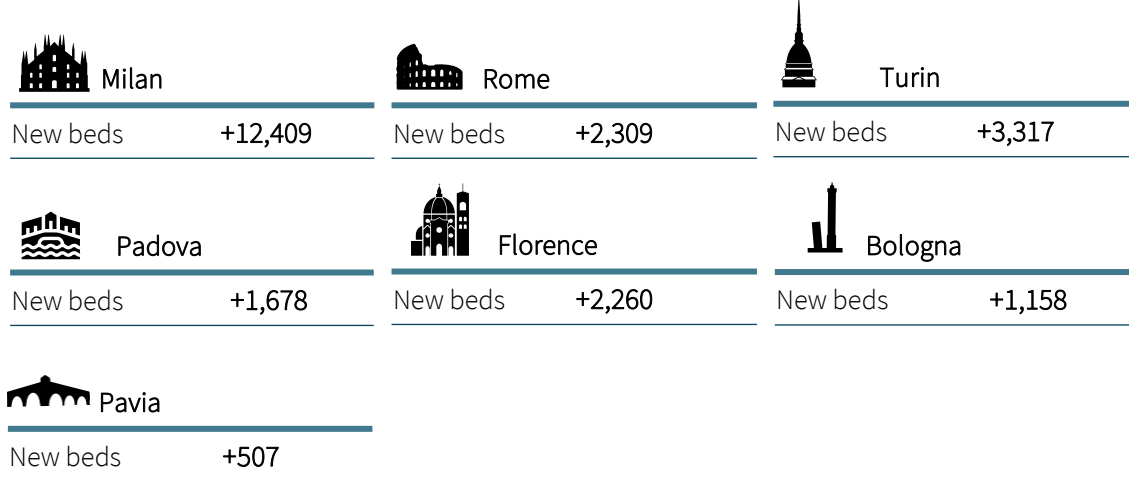 Milan
New beds +12,409
Rome
New beds +2,309
Turin
New beds +3,317
Padova
New beds +1,678
Florence
New beds +2,260
Bologna
New beds +1,158
Pavia
New beds +507